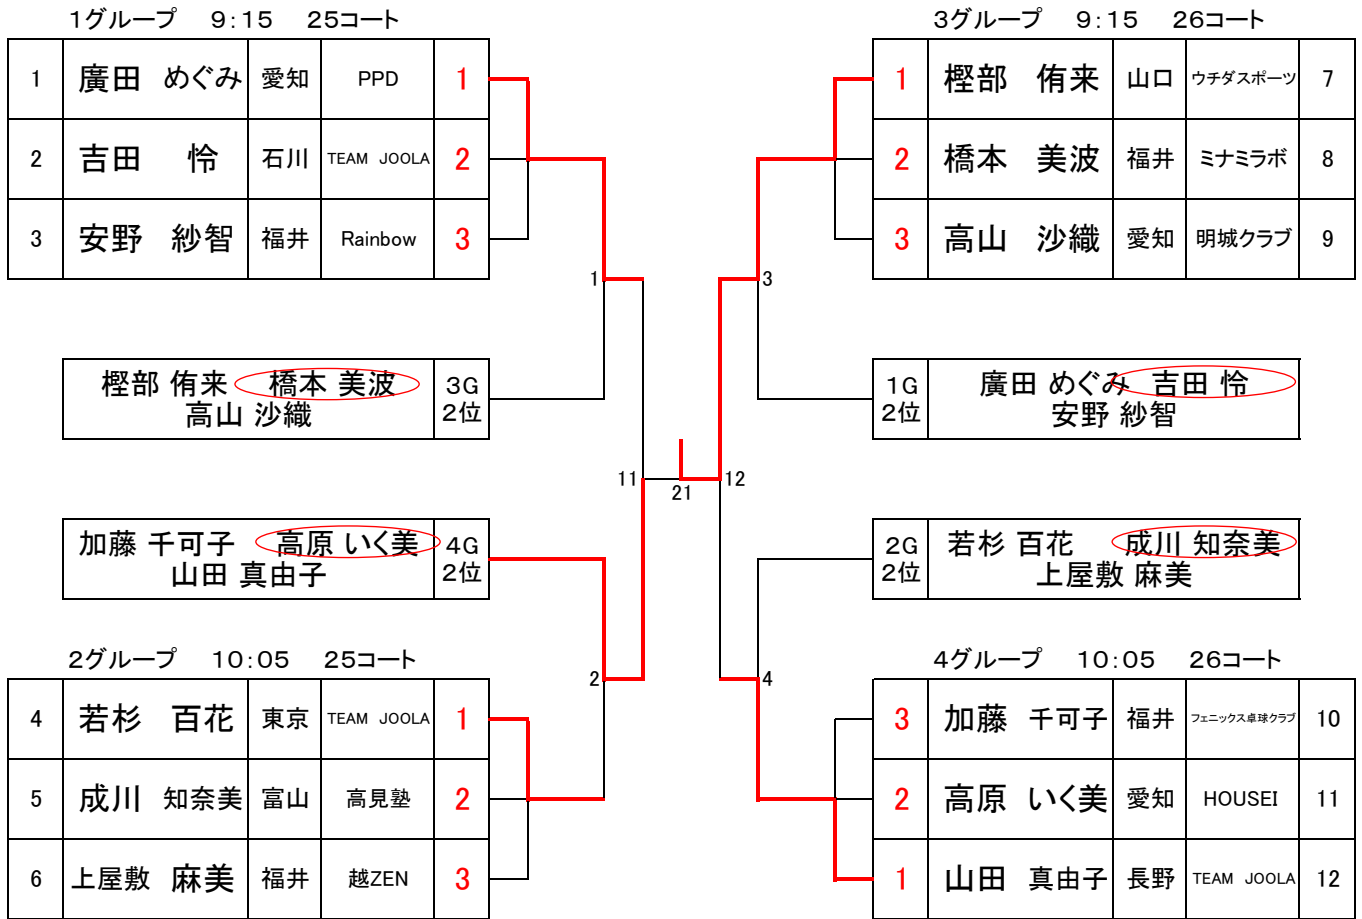 1グループ　9：15　25コート
1 廣田　めぐみ 愛知 PPD 1
2 吉田　怜 石川 TEAM JOOLA 2
3 安野　紗智 福井 Rainbow 3
1
樫部 侑来　橋本 美波
高山 沙織
3G
2位
11
加藤 千可子　高原 いく美
山田 真由子
4G
2位
2グループ　10：05　25コート
2
4 若杉　百花 東京 TEAM JOOLA 1
5 成川　知奈美 富山 高見塾 2
6 上屋敷　麻美 福井 越ZEN 3
21
3グループ　9：15　26コート
1 樫部　侑来 山口 ウチダスポーツ 7
2 橋本　美波 福井 ミナミラボ 8
3 高山　沙織 愛知 明城クラブ 9
3
1G
2位
廣田 めぐみ　吉田 怜
安野 紗智
12
2G
2位
若杉 百花　成川 知奈美
上屋敷 麻美
4グループ　10：05　26コート
4
3 加藤　千可子 福井 フェニックス卓球クラブ 10
2 高原　いく美 愛知 HOUSEI 11
1 山田　真由子 長野 TEAM JOOLA 12